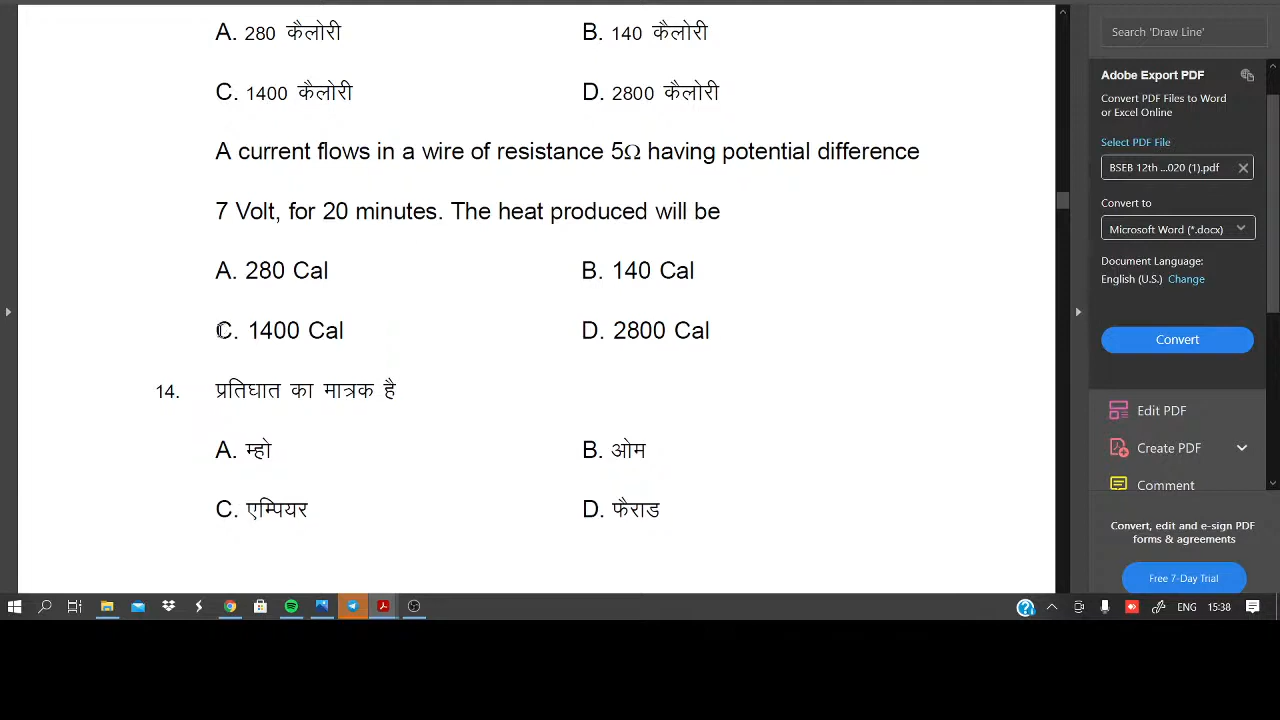 A. 280 कैलोरी B. 140 कैलोरी
C. 1400 कैलोरी D. 2800 कैलोरी
A current flows in a wire of resistance 5Ω having potential difference
7 Volt, for 20 minutes. The heat produced will be
A. 280 Cal B. 140 Cal
C. 1400 Cal D. 2800 Cal
14. प्रतिघात का मात्रक है
A. म्हो B. ओम
C. एम्पियर D. फैराड
Search 'Draw Line'
Adobe Export PDF
Convert PDF Files to Word
or Excel Online
Select PDF File
BSEB 12th ...020 (1).pdf
Convert to
Microsoft Word (*.docx)
Document Language:
English (U.S.) Change
Convert
Edit PDF
Create PDF
Comment
Convert, edit and e-sign PDF
forms & agreements
Free 7-Day Trial
ENG 15:38